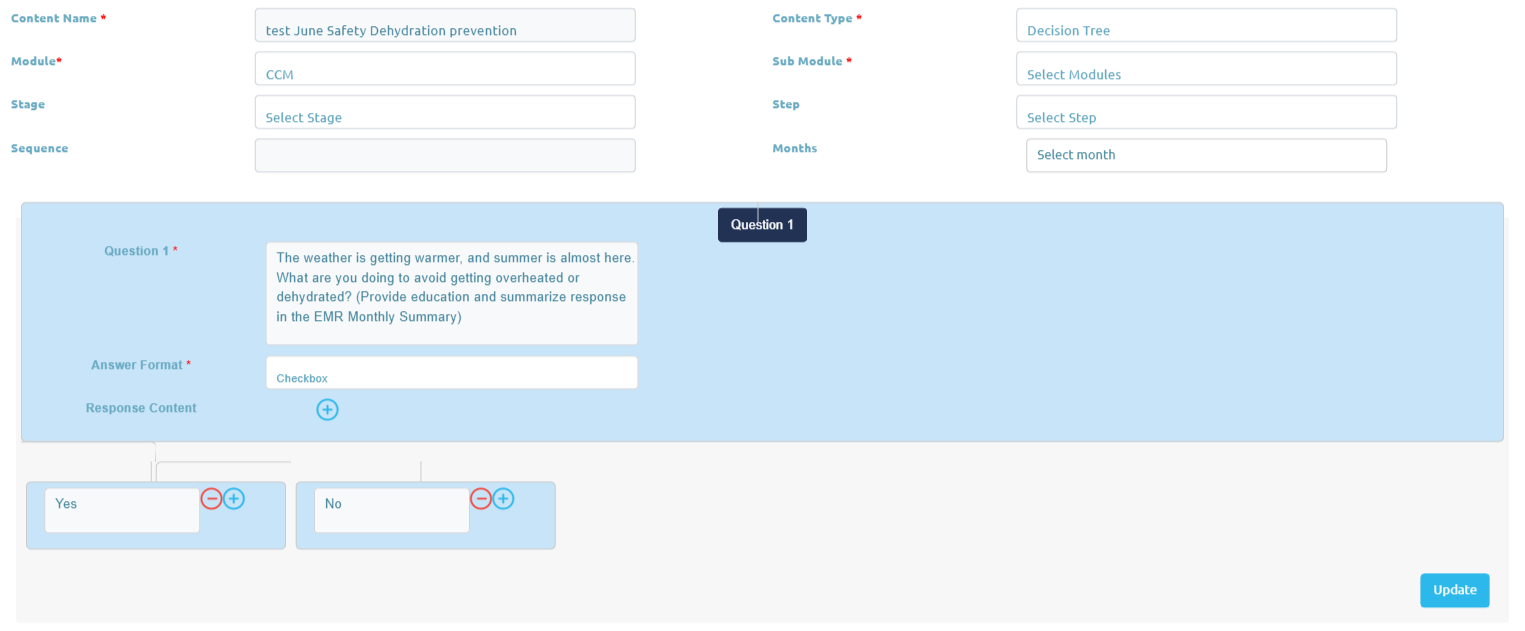 Content Name *
test June Safety Dehydration prevention
Content Type *
Decision Tree
Module*
CCM
Sub Module *
Select Modules
Stage
Select Stage
Step
Select Step
Sequence
Months
Select month
Question 1
Question 1 *
The weather is getting warmer, and summer is almost here.
What are you doing to avoid getting overheated or
dehydrated? (Provide education and summarize response
in the EMR Monthly Summary)
Answer Format *
Checkbox
Response Content
Yes
No
Update